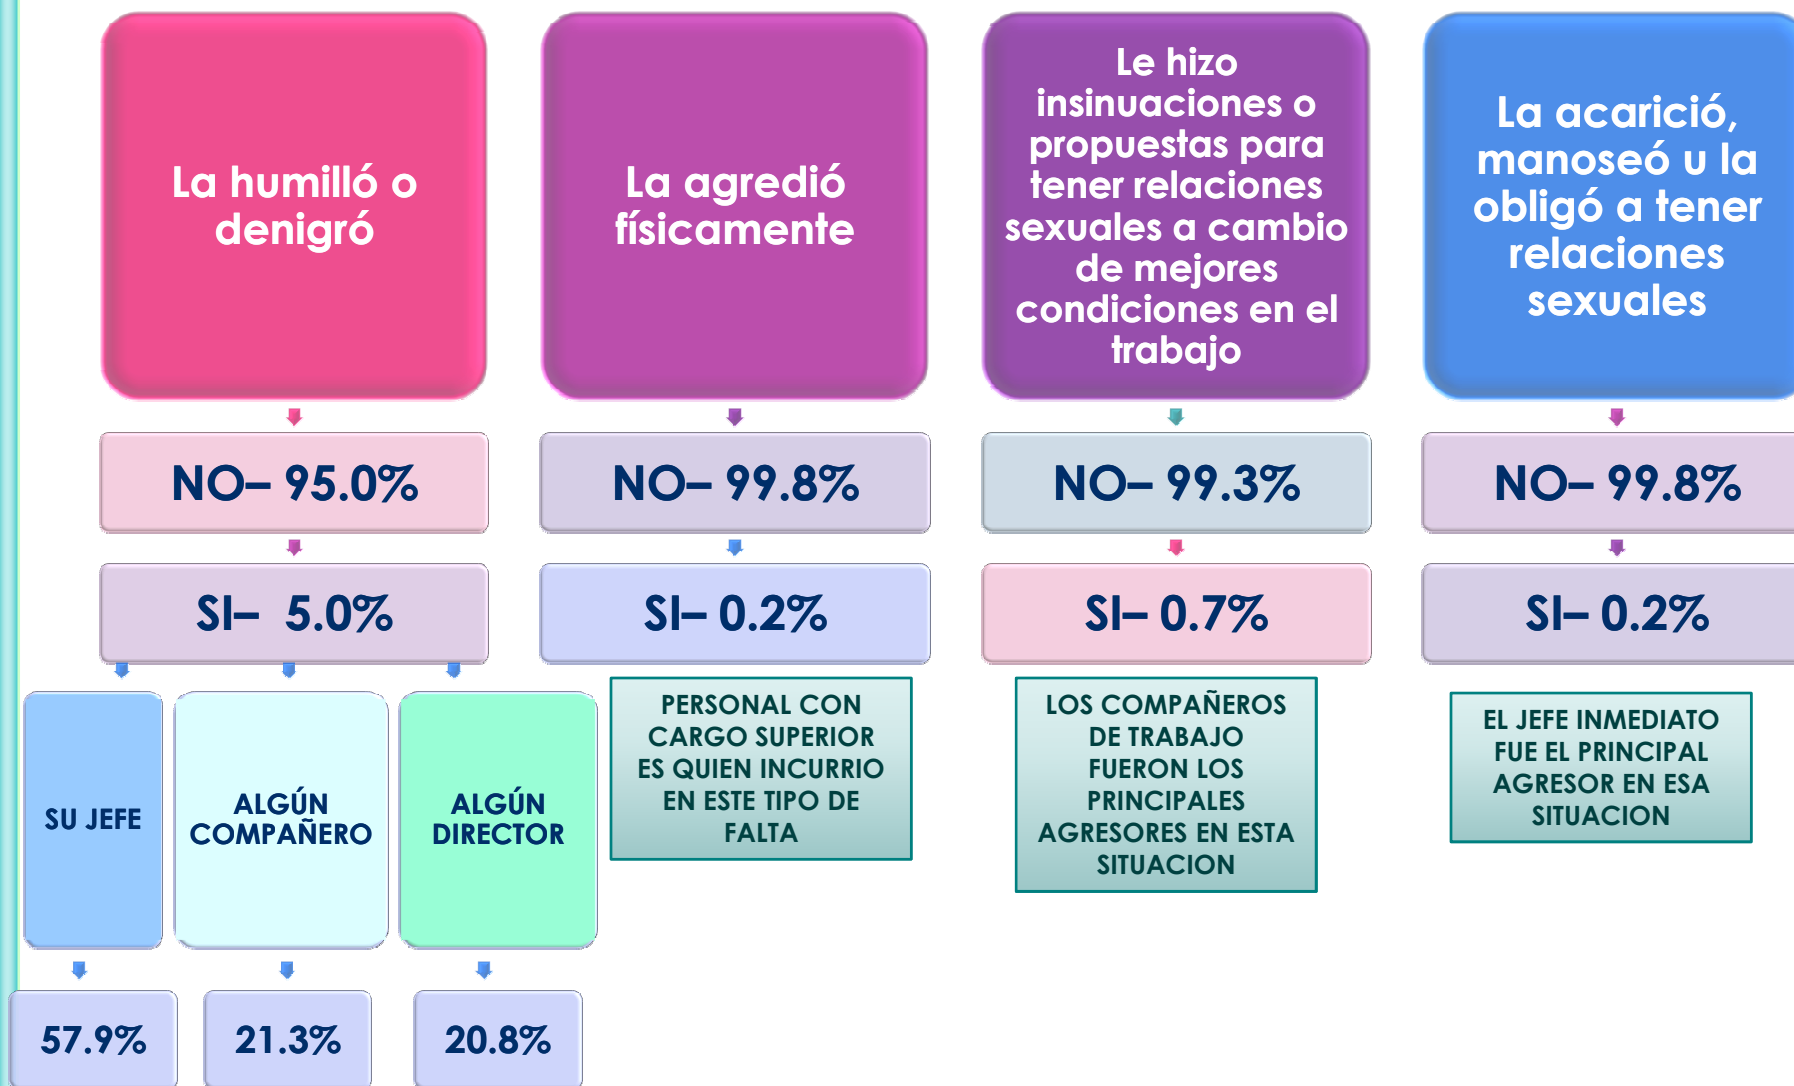 La humilló o
denigró
NO– 95.0%
SI–  5.0%
SU JEFE
ALGÚN
COMPAÑERO
ALGÚN
DIRECTOR
57.9%
21.3%
20.8%
La agredió
físicamente
NO– 99.8%
SI– 0.2%
PERSONAL CON
CARGO SUPERIOR
ES QUIEN INCURRIO
EN ESTE TIPO DE
FALTA
Le hizo
insinuaciones o
propuestas para
tener relaciones
sexuales a cambio
de mejores
condiciones en el
trabajo
NO– 99.3%
SI– 0.7%
LOS COMPAÑEROS
DE TRABAJO
FUERON LOS
PRINCIPALES
AGRESORES EN ESTA
SITUACION
La acarició,
manoseó u la
obligó a tener
relaciones
sexuales
NO– 99.8%
SI– 0.2%
EL JEFE INMEDIATO
FUE EL PRINCIPAL
AGRESOR EN ESA
SITUACION